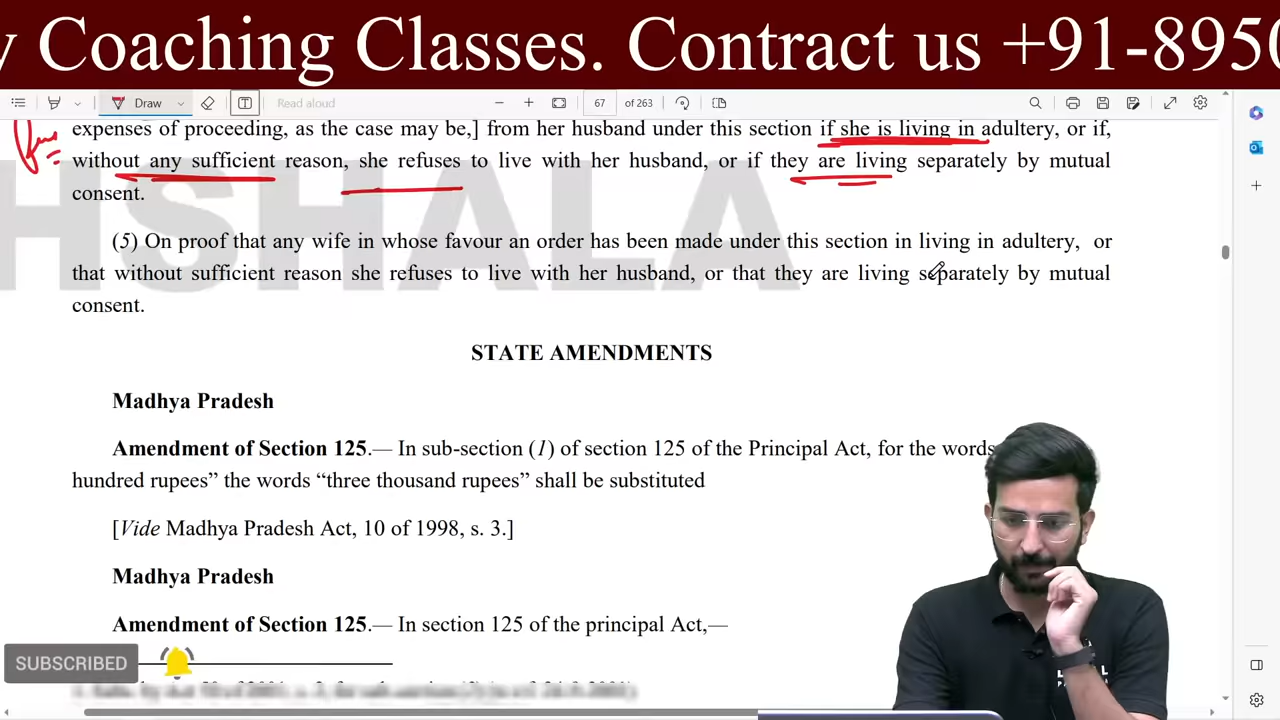 y Coaching Classes. Contract us +91-8950
Draw
Read aloud
67 of 263
expenses of proceeding, as the case may be,] from her husband under this section if she is living in adultery, or if,
without any sufficient reason, she refuses to live with her husband, or if they are living separately by mutual
consent.
HSHALA
(5) On proof that any wife in whose favour an order has been made under this section in living in adultery, or
that without sufficient reason she refuses to live with her husband, or that they are living separately by mutual
consent.
STATE AMENDMENTS
Madhya Pradesh
Amendment of Section 125.— In sub-section (1) of section 125 of the Principal Act, for the words
hundred rupees” the words “three thousand rupees” shall be substituted
[Vide Madhya Pradesh Act, 10 of 1998, s. 3.]
Madhya Pradesh
Amendment of Section 125.— In section 125 of the principal Act,—
SUBSCRIBED